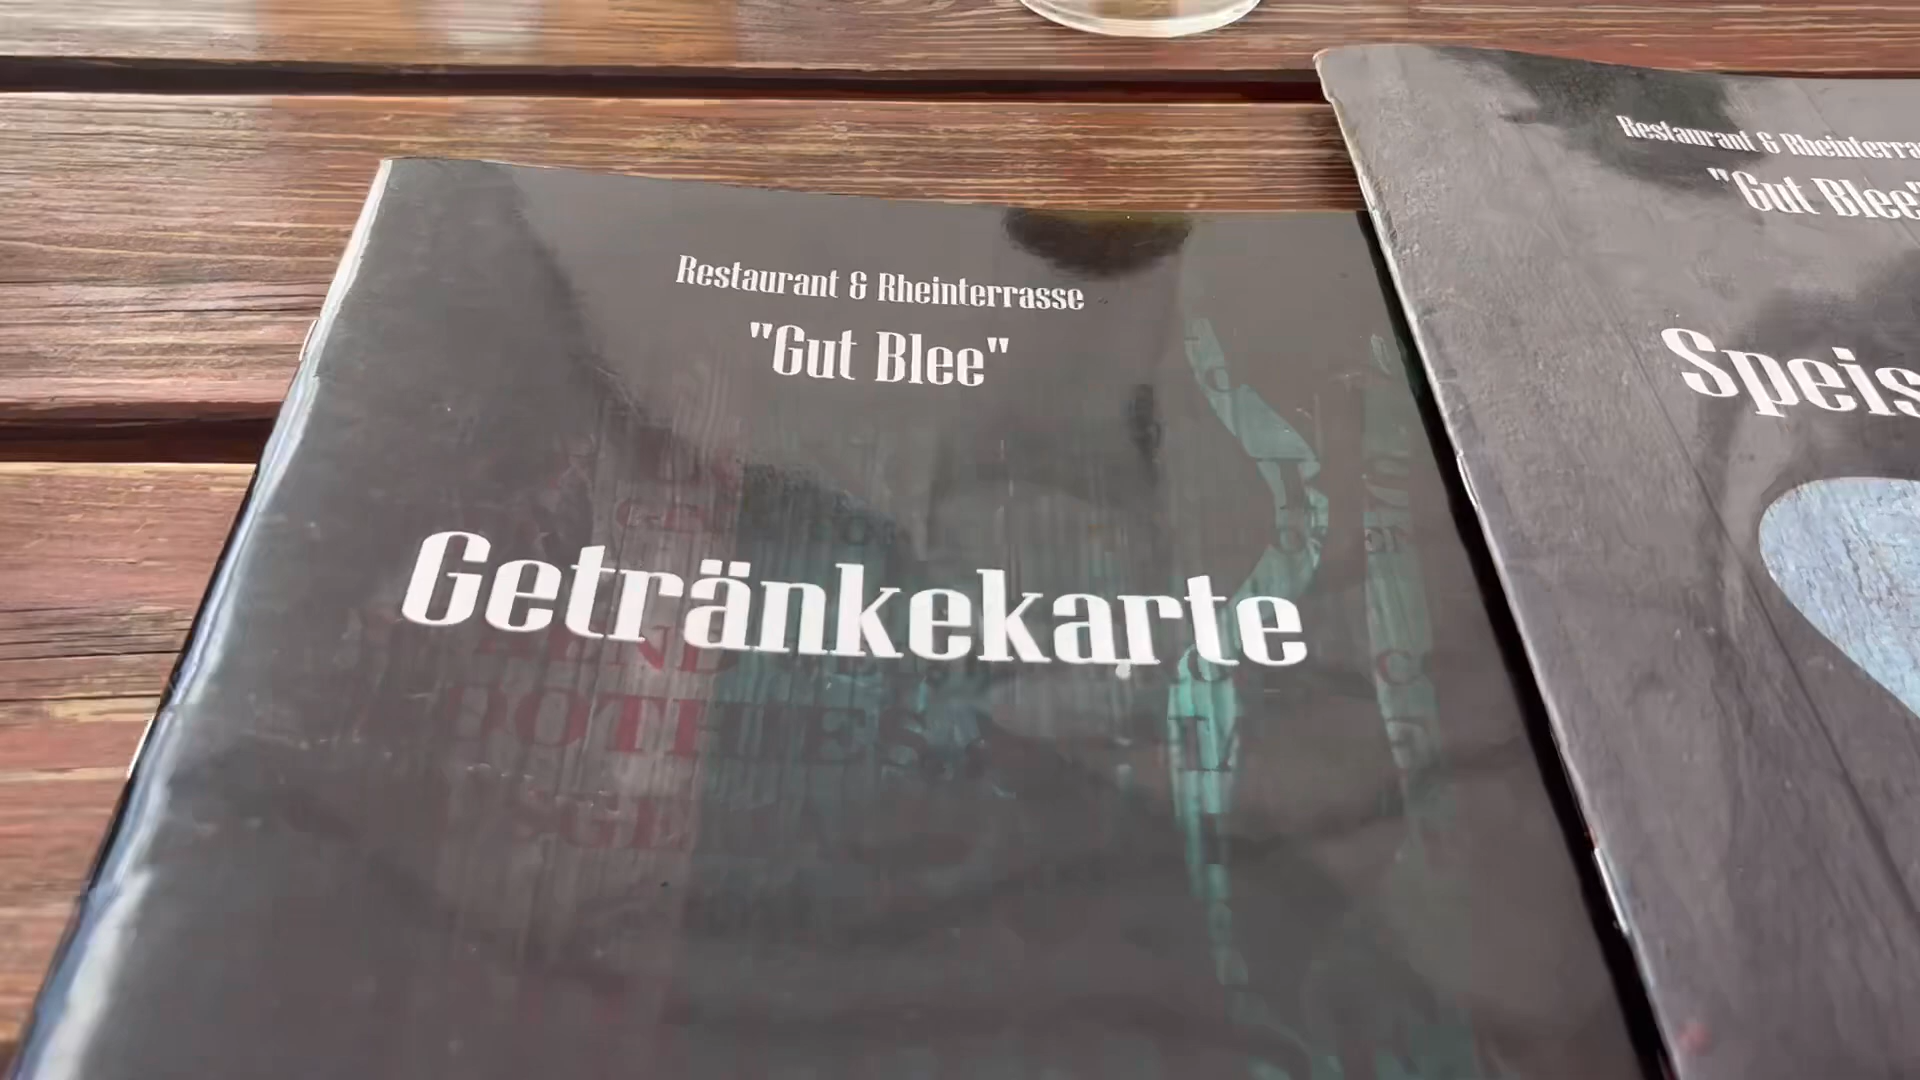 Restaurant & Rheinterrasse
"Gut Blee"
Getränkekarte
Restaurant & Rheinterra
"Gut Blee"
Speis